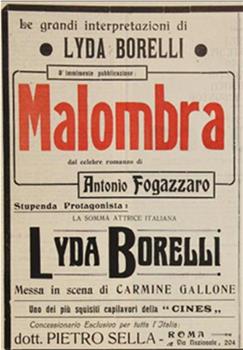 Le grandi interpretazioni di
LYDA BORELLI
D'imminente pubblicazione:
Malombra
dal celebre romanzo di
Antonio Fogazzaro
Stupenda Protagonista:
LA SOMMA ATTRICE ITALIANA
LYDA BORELLI
Messa in scena di CARMINE GALLONE
Uno dei più squisiti capilavori della "CINES"
Concessionario Esclusivo per tutta l'Italia:
dott. PIETRO SELLA - ROMA -
Via Nazionale, 204